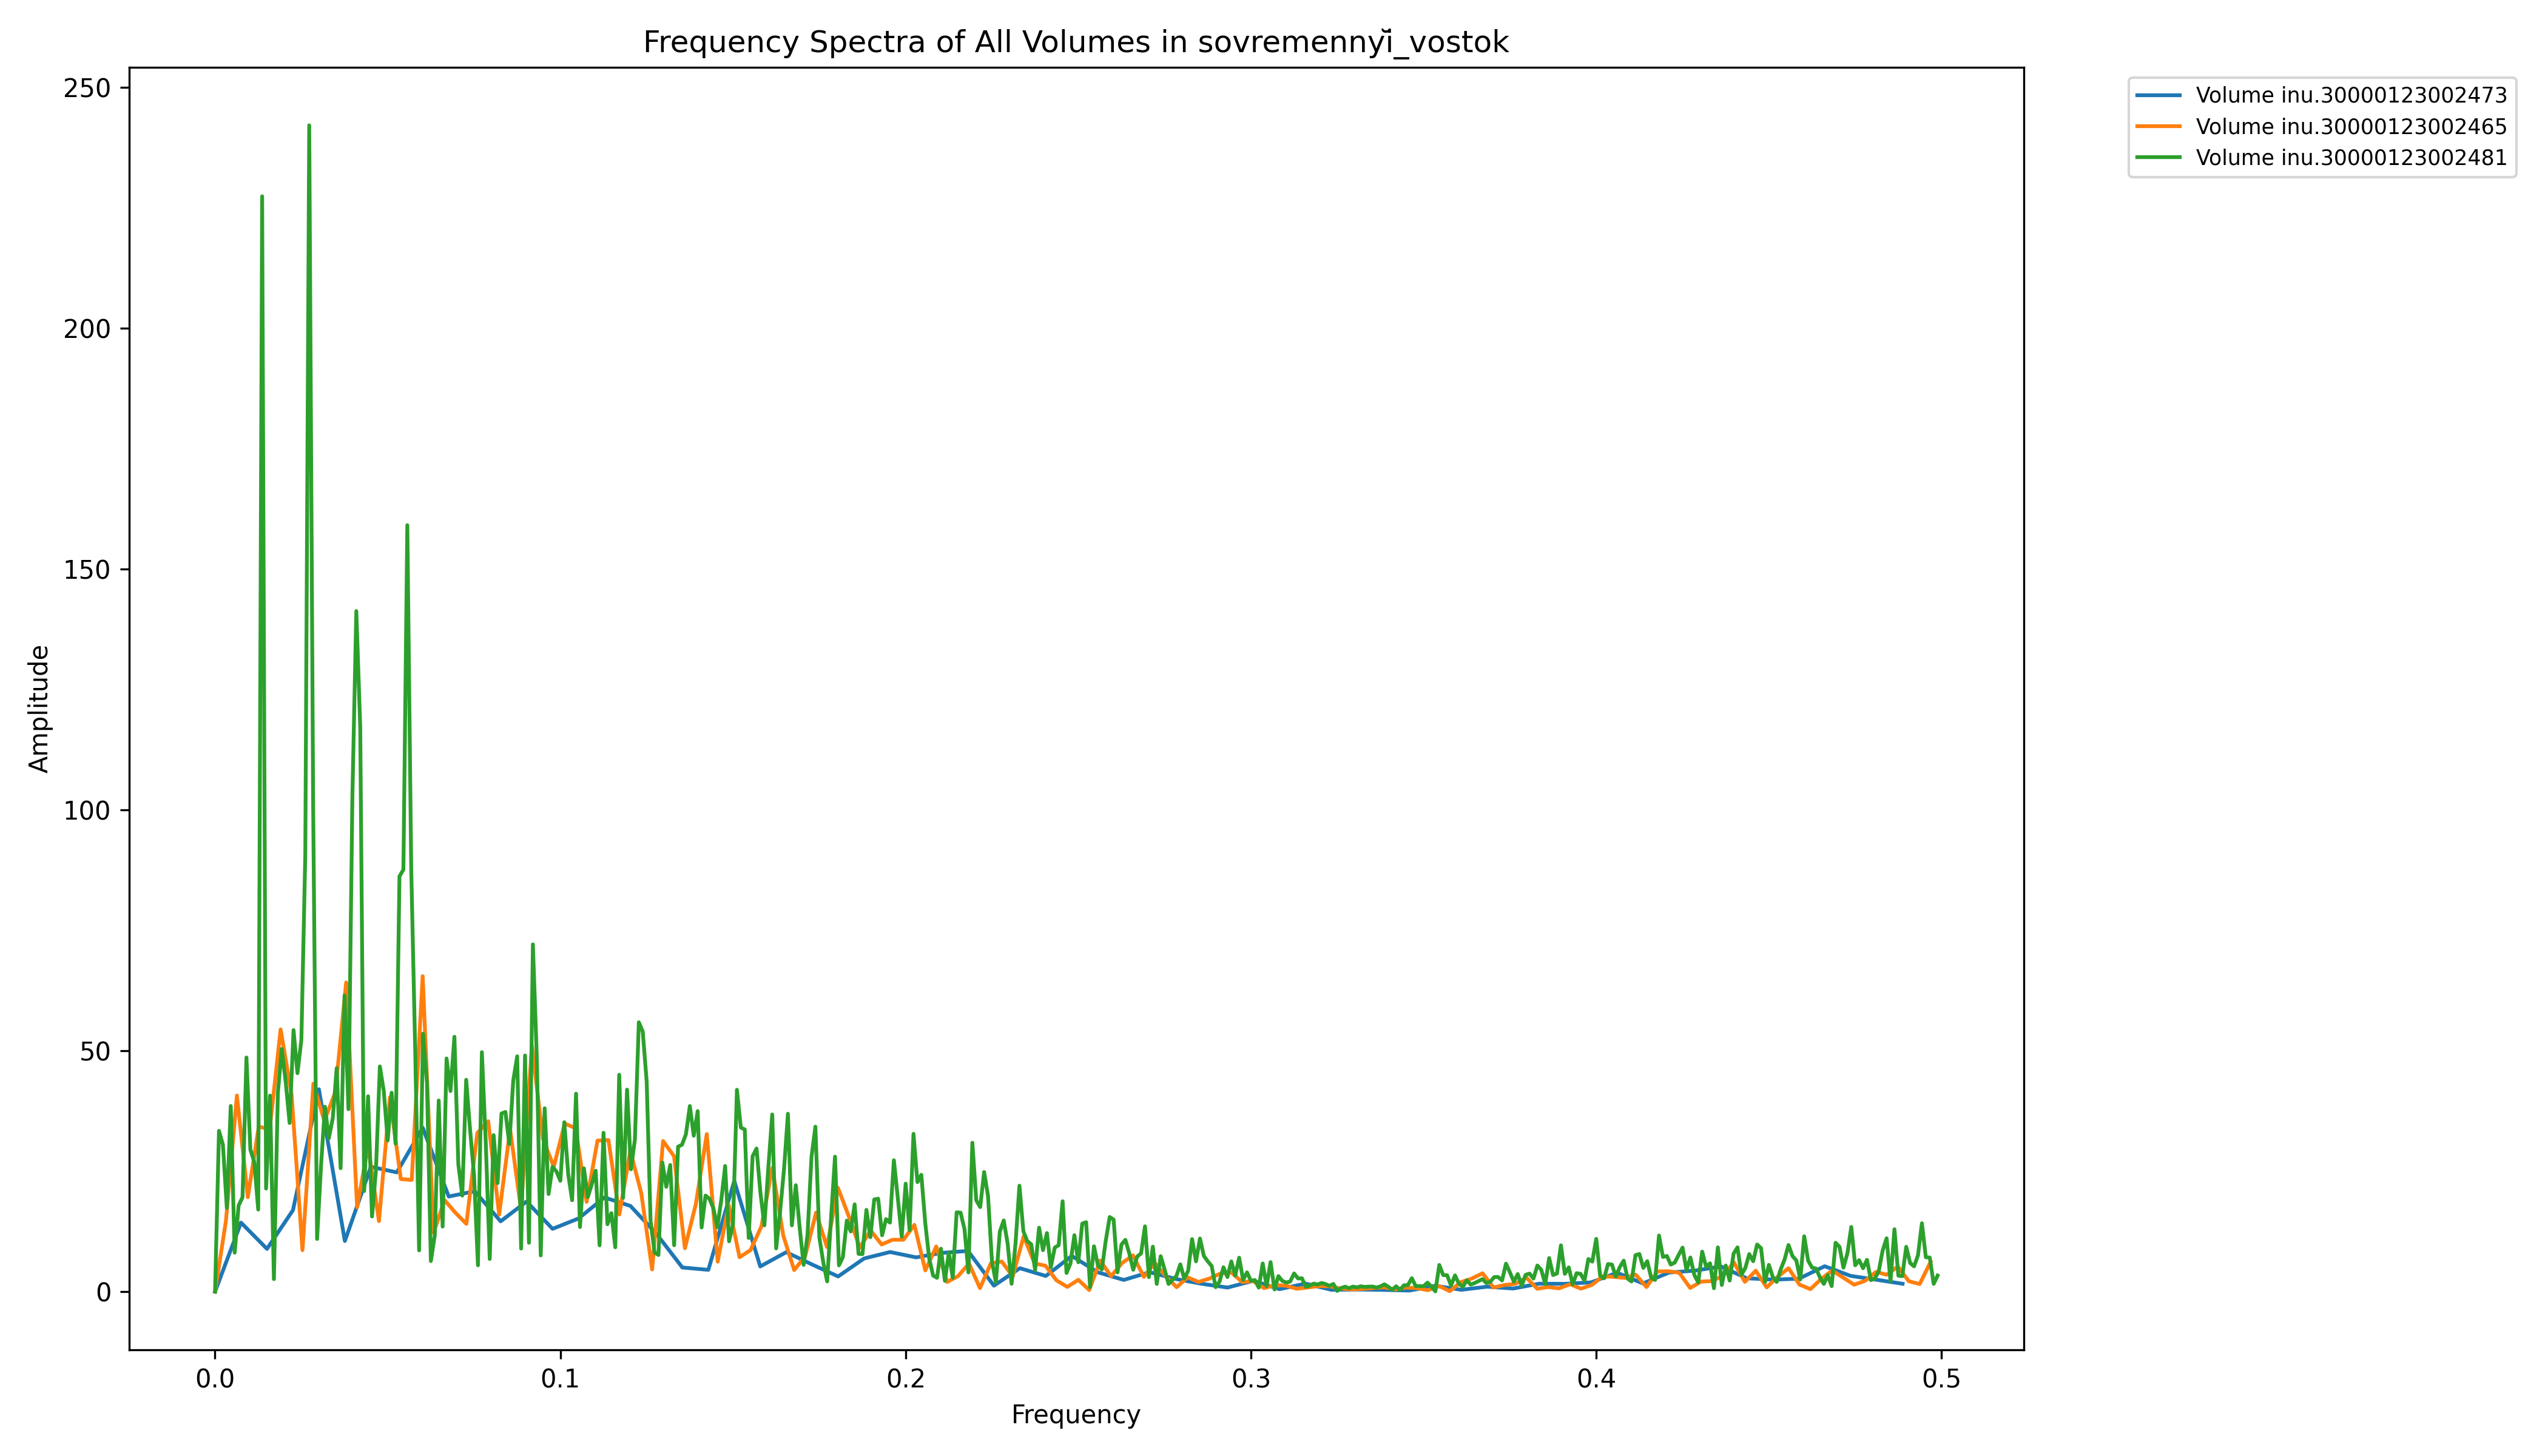 Frequency Spectra of All Volumes in sovremennyĭ_vostok
250
200
150
100
50
0
Amplitude
0.0 0.1 0.2 0.3 0.4 0.5
Frequency
Volume inu.30000123002473
Volume inu.30000123002465
Volume inu.30000123002481